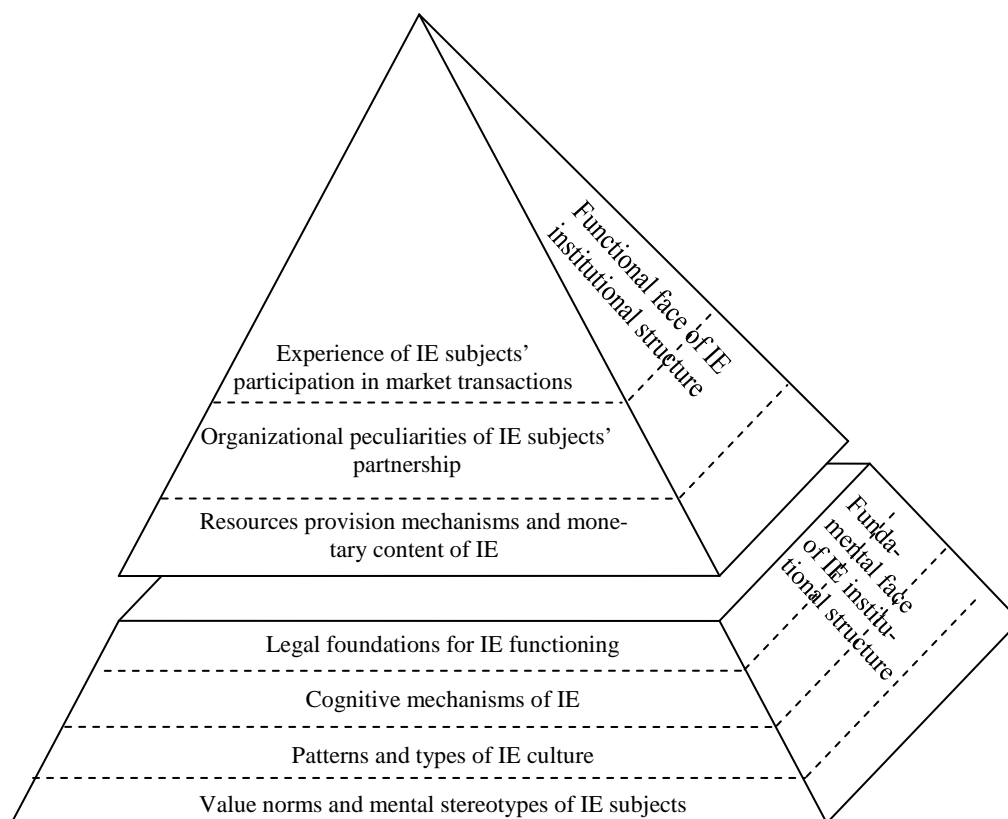 Functional face of IE
institutional structure
Experience of IE subjects’
participation in market transactions
Organizational peculiarities of IE subjects’
partnership
Resources provision mechanisms and mone-
tary content of IE
Funda-
mental face
of IE institu-
tional structure
Legal foundations for IE functioning
Cognitive mechanisms of IE
Patterns and types of IE culture
Value norms and mental stereotypes of IE subjects